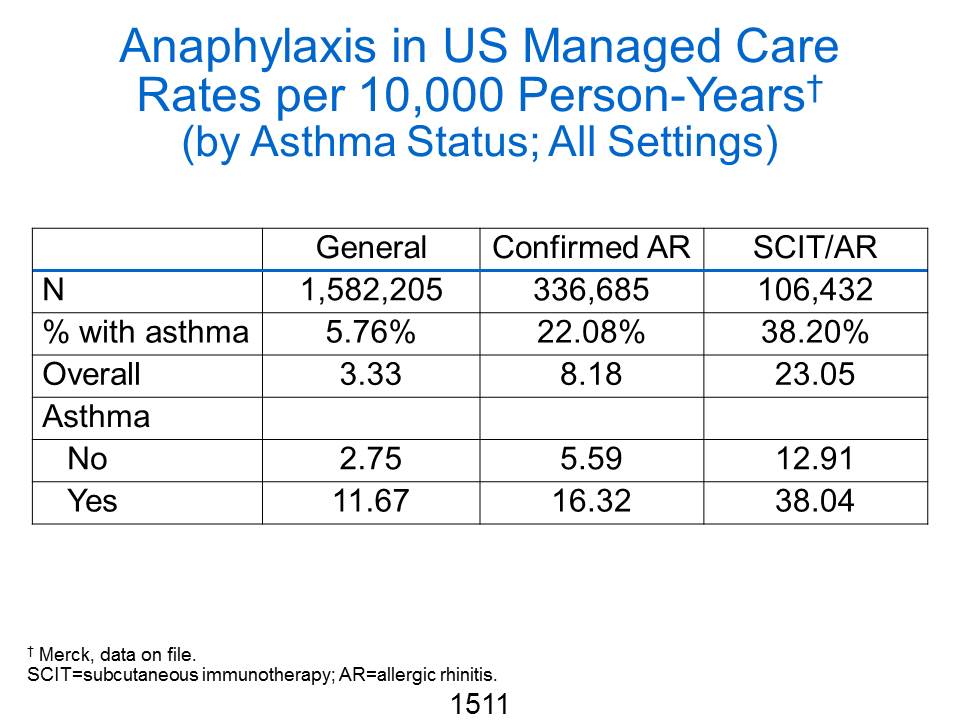 Anaphylaxis in US Managed Care
Rates per 10,000 Person-Years†
(by Asthma Status; All Settings)
General Confirmed AR SCIT/AR
N 1,582,205 336,685 106,432
% with asthma 5.76% 22.08% 38.20%
Overall 3.33 8.18 23.05
Asthma
No 2.75 5.59 12.91
Yes 11.67 16.32 38.04
† Merck, data on file.
SCIT=subcutaneous immunotherapy; AR=allergic rhinitis.
1511